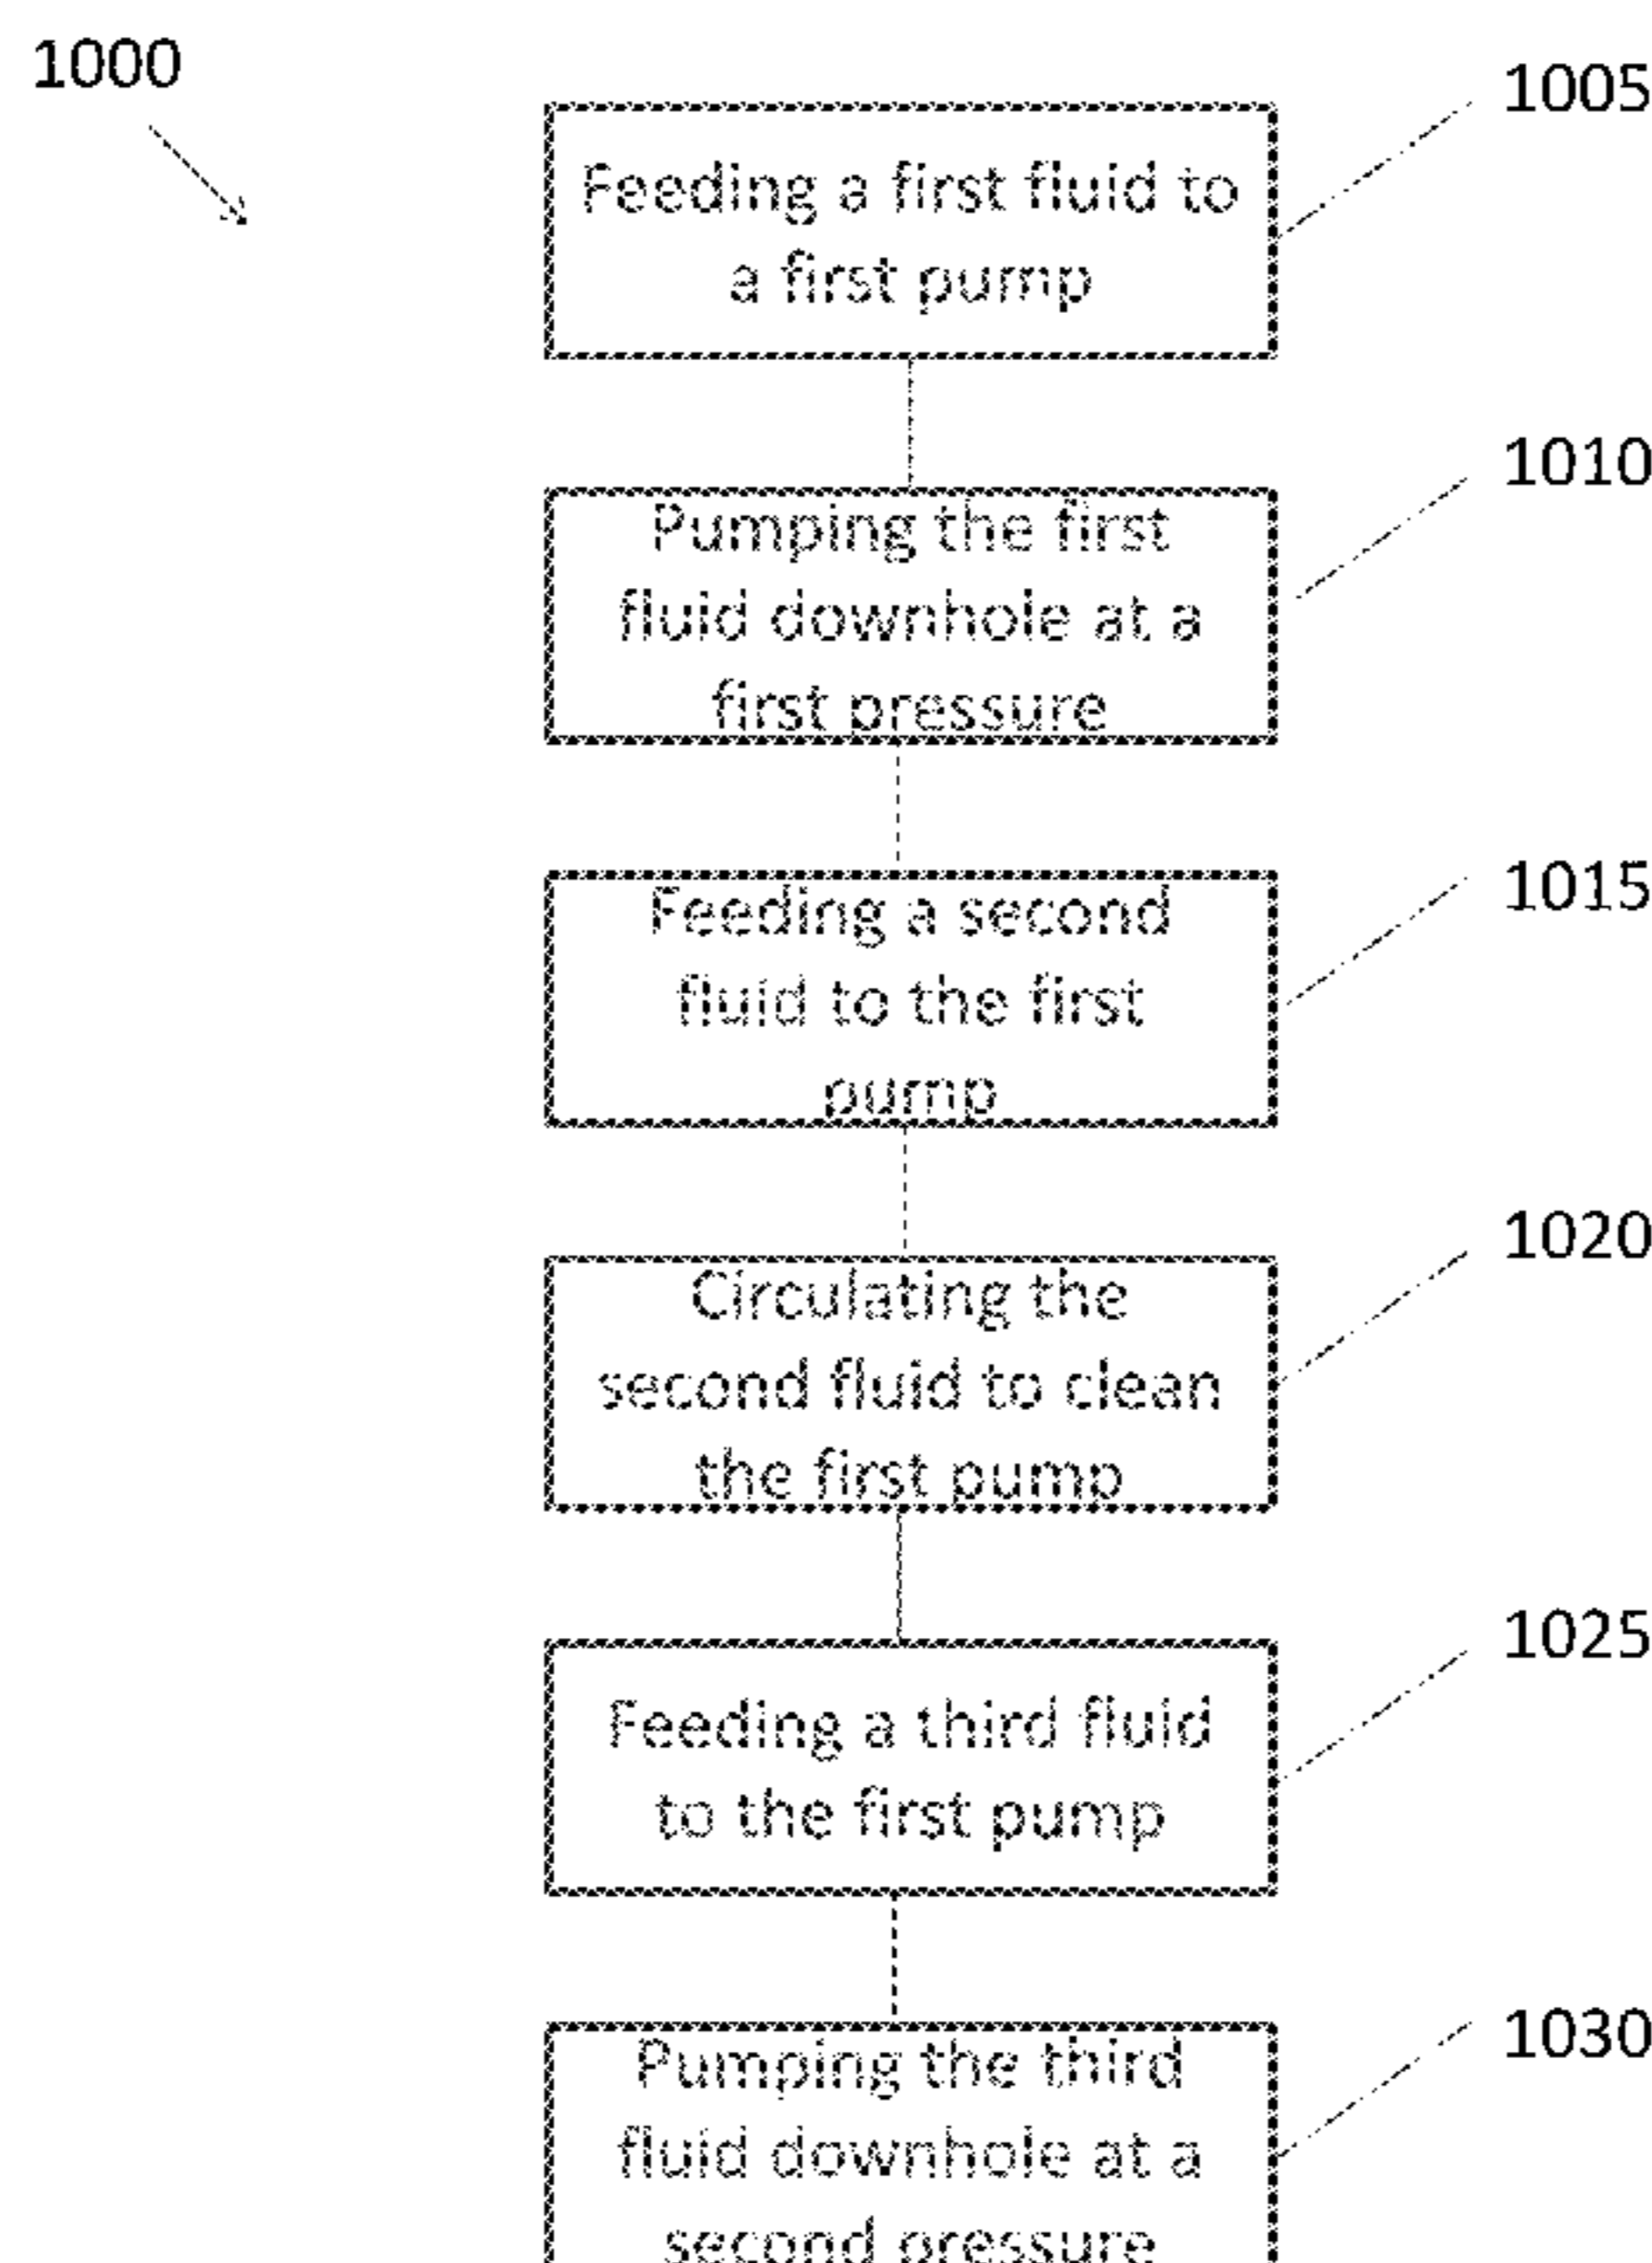 1000
1005
Feeding a first fluid to
a first pump
1010
Pumping the first
fluid downhole at a
first pressure
1015
Feeding a second
fluid to the first
pump
1020
Circulating the
second fluid to clean
the first pump
1025
Feeding a third fluid
to the first pump
1030
Pumping the third
fluid downhole at a
second pressure